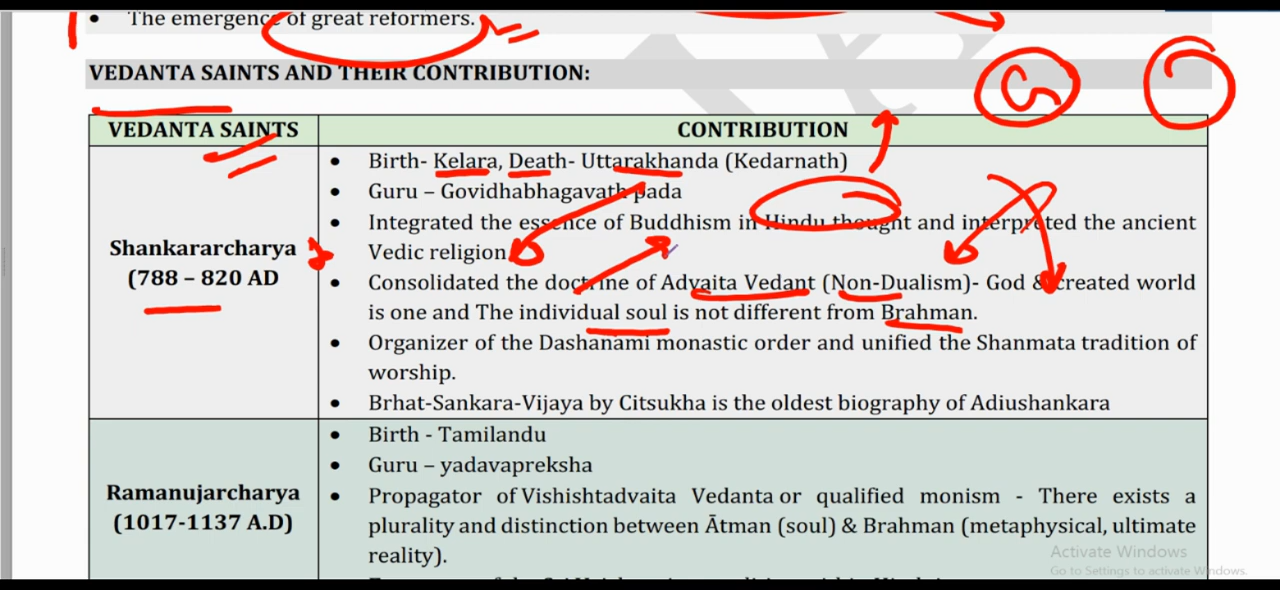 • The emergence of great reformers.
VEDANTA SAINTS AND THEIR CONTRIBUTION:
VEDANTA SAINTS
CONTRIBUTION
Shankararcharya
(788 – 820 AD
• Birth- Kelara, Death- Uttarakhanda (Kedarnath)
• Guru – Govidhabhagavath pada
• Integrated the essence of Buddhism in Hindu thought and interpreted the ancient
Vedic religion
• Consolidated the doctrine of Advaita Vedant (Non-Dualism)- God & created world
is one and The individual soul is not different from Brahman.
• Organizer of the Dashanami monastic order and unified the Shanmata tradition of
worship.
• Brhat-Sankara-Vijaya by Citsukha is the oldest biography of Adiushankara
Ramanujarcharya
(1017-1137 A.D)
• Birth - Tamilandu
• Guru – yadavapreksha
• Propagator of Vishishtadvaita Vedanta or qualified monism - There exists a
plurality and distinction between Ātman (soul) & Brahman (metaphysical, ultimate
reality).
Activate Windows
Go to Settings to activate Windows.